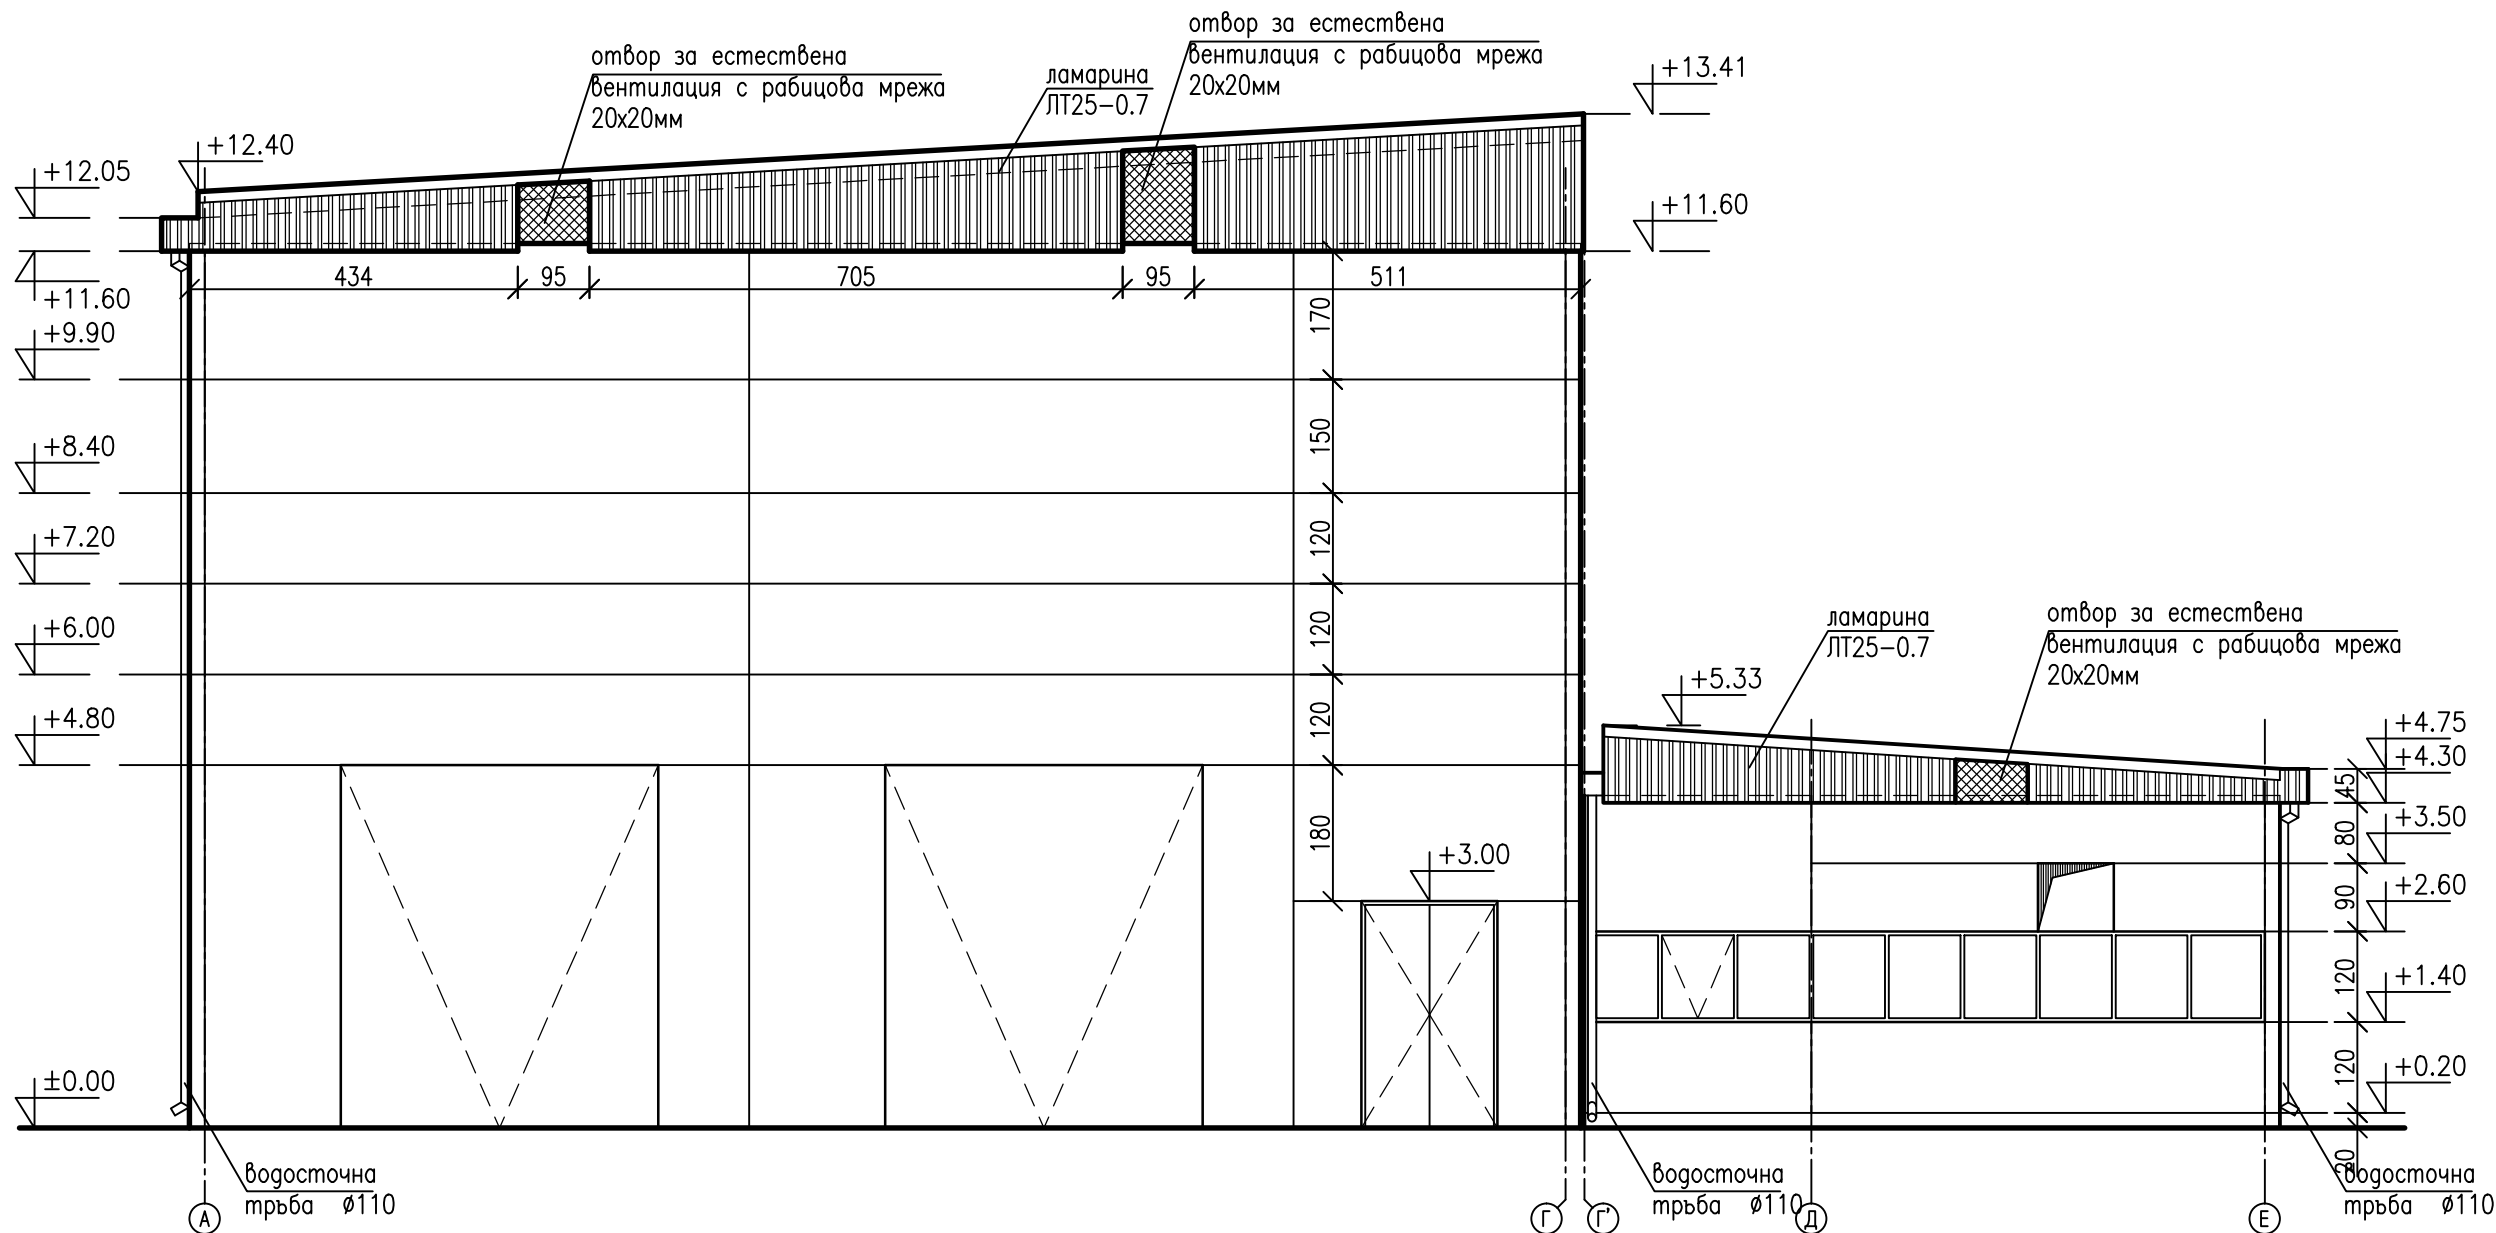 отвор за естествена
вентилация с рабицова мрежа
20х20мм
отвор за естествена
вентилация с рабицова мрежа
20х20мм
ламарина
ЛТ25-0.7
+13.41
+12.40
+12.05
+11.60
+11.60
434
95
705
95
511
170
+9.90
150
+8.40
120
+7.20
120
+6.00
120
+4.80
180
+3.00
±0.00
ламарина
ЛТ25-0.7
отвор за естествена
вентилация с рабицова мрежа
20х20мм
+5.33
+4.75
+4.30
45
+3.50
80
+2.60
90
+1.40
120
+0.20
120
20
водосточна
тръба ø110
водосточна
тръба ø110
водосточна
тръба ø110
А
Г
Г'
Д
Е